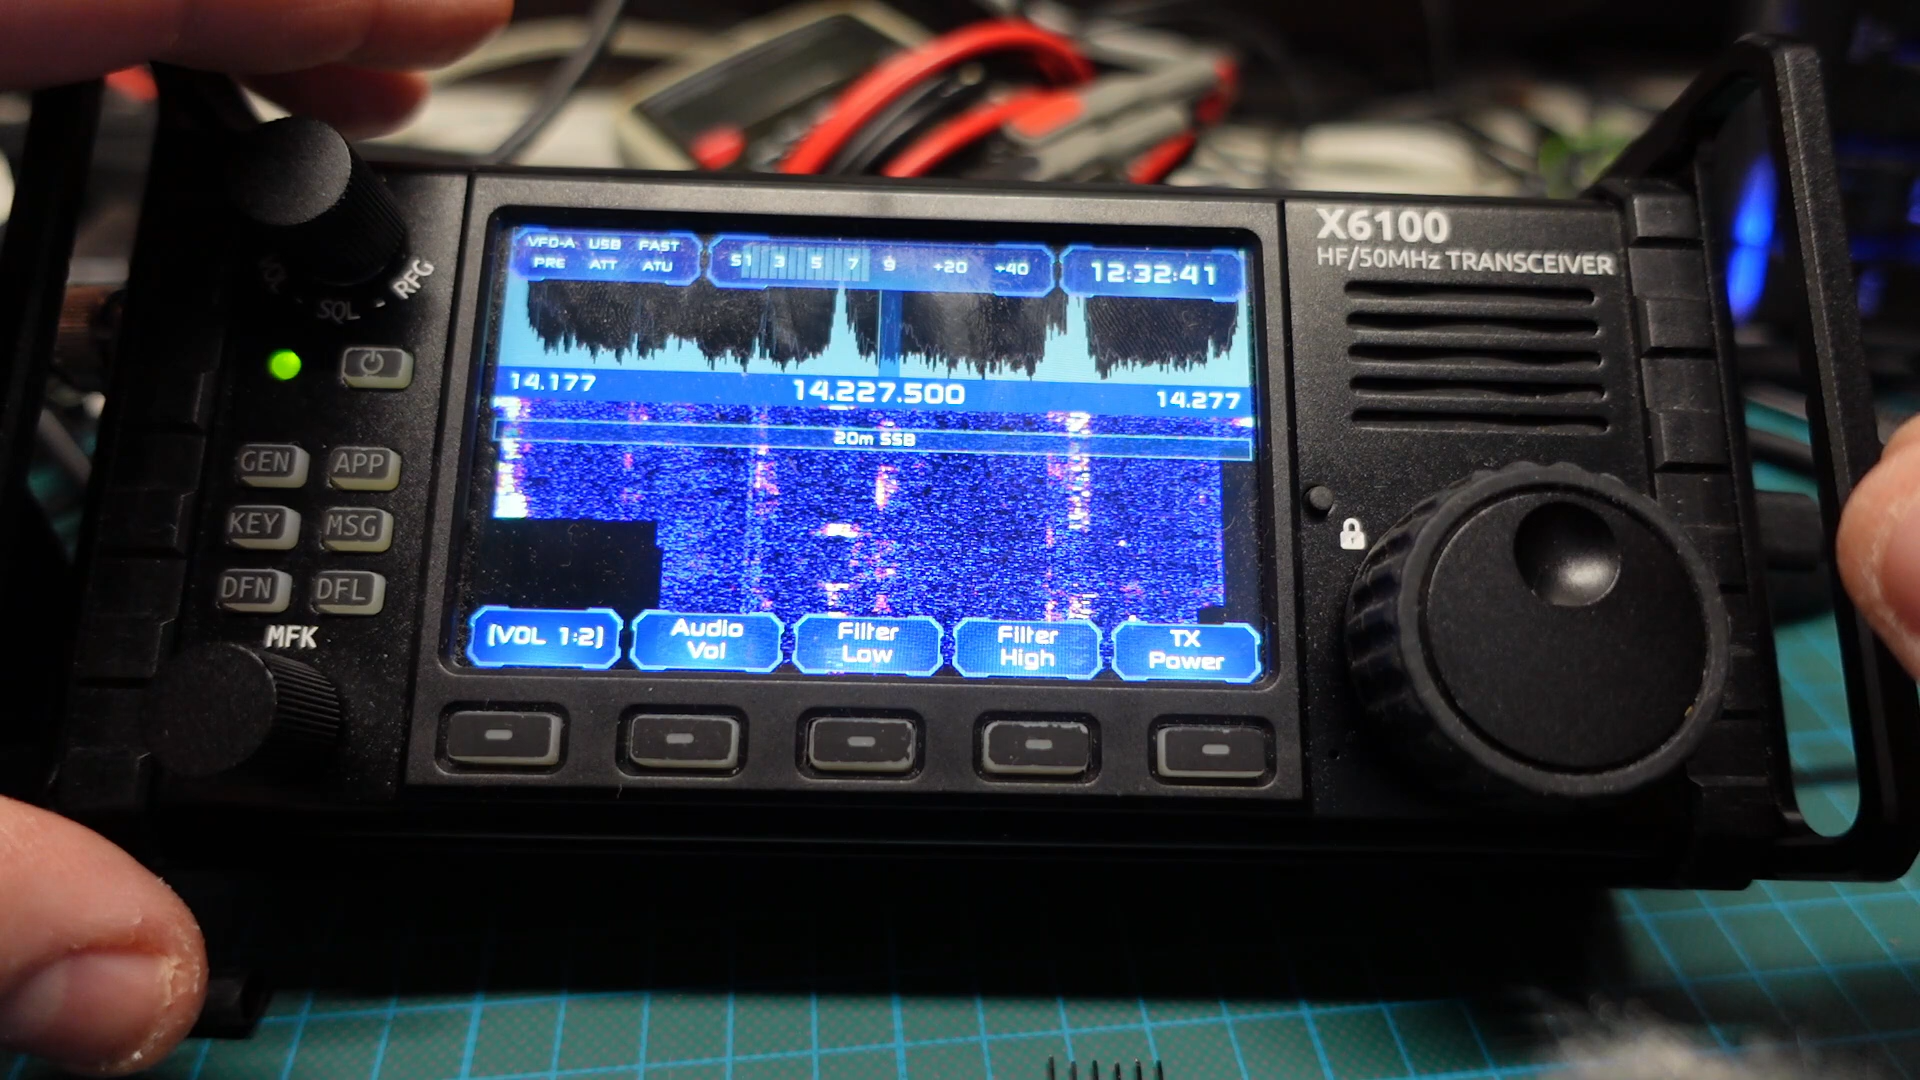 X6100
HF/50MHz TRANSCEIVER
VFO-A USB FAST
PRE ATT ATU
S1 3 5 7 9 +20 +40
12:32:41
14.177 14.227.500 14.277
20m SSB
VOL - SQL - RFG
GEN APP
KEY MSG
DFN DFL
MFK
(VOL 1:2)
Audio
Vol
Filter
Low
Filter
High
TX
Power